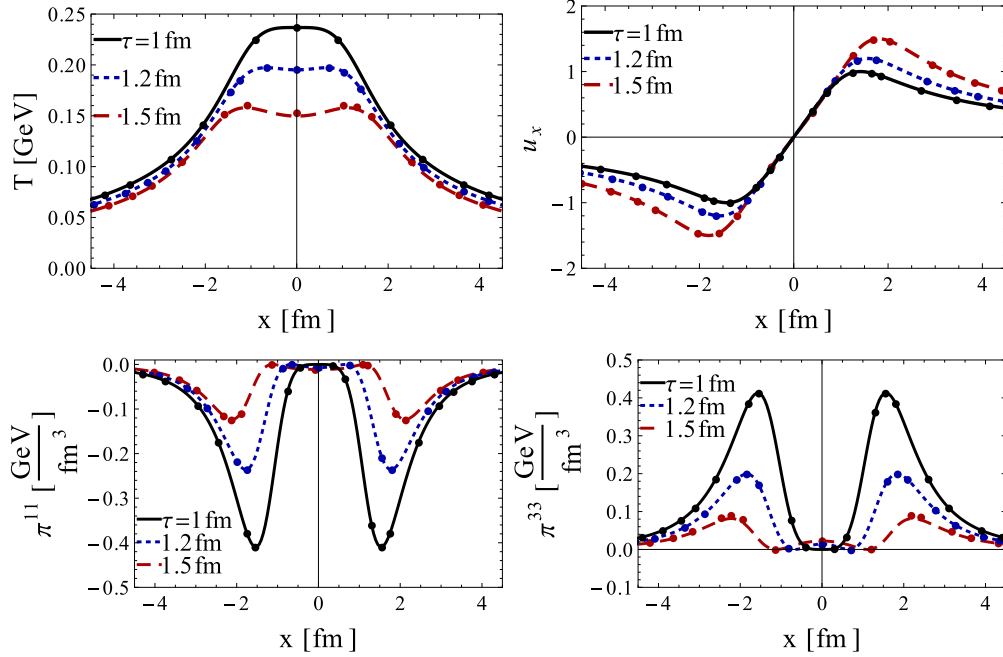 0.25
0.20
0.15
0.10
0.05
0.00
T [GeV]
τ=1 fm
1.2 fm
1.5 fm
−4 −2 0 2 4
x [fm]
2
1
0
−1
−2
u_x
τ=1 fm
1.2 fm
1.5 fm
−4 −2 0 2 4
x [fm]
0.0
−0.1
−0.2
−0.3
−0.4
−0.5
π^11 [GeV/fm^3]
τ=1 fm
1.2 fm
1.5 fm
−4 −2 0 2 4
x [fm]
0.5
0.4
0.3
0.2
0.1
0.0
0.1
π^33 [GeV/fm^3]
τ=1 fm
1.2 fm
1.5 fm
−4 −2 0 2 4
x [fm]